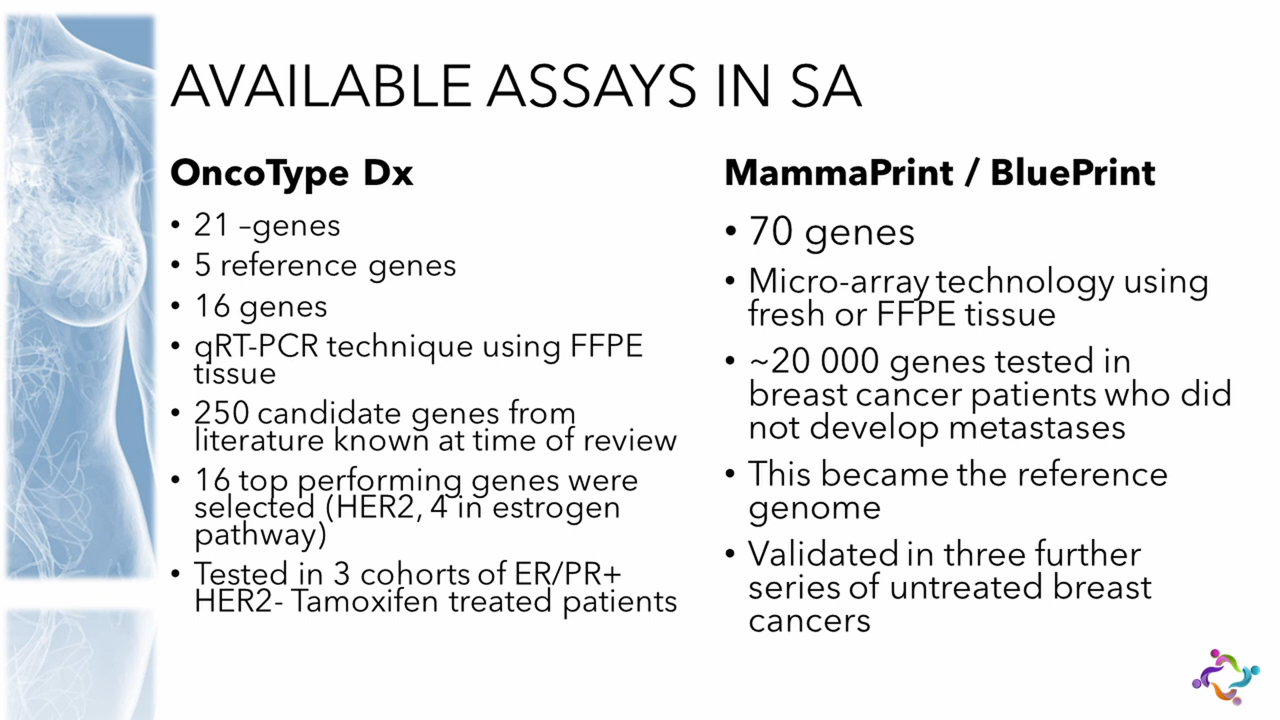 AVAILABLE ASSAYS IN SA
OncoType Dx
• 21 –genes
• 5 reference genes
• 16 genes
• qRT-PCR technique using FFPE
tissue
• 250 candidate genes from
literature known at time of review
• 16 top performing genes were
selected (HER2, 4 in estrogen
pathway)
• Tested in 3 cohorts of ER/PR+
HER2- Tamoxifen treated patients
MammaPrint / BluePrint
• 70 genes
• Micro-array technology using
fresh or FFPE tissue
• ~20 000 genes tested in
breast cancer patients who did
not develop metastases
• This became the reference
genome
• Validated in three further
series of untreated breast
cancers